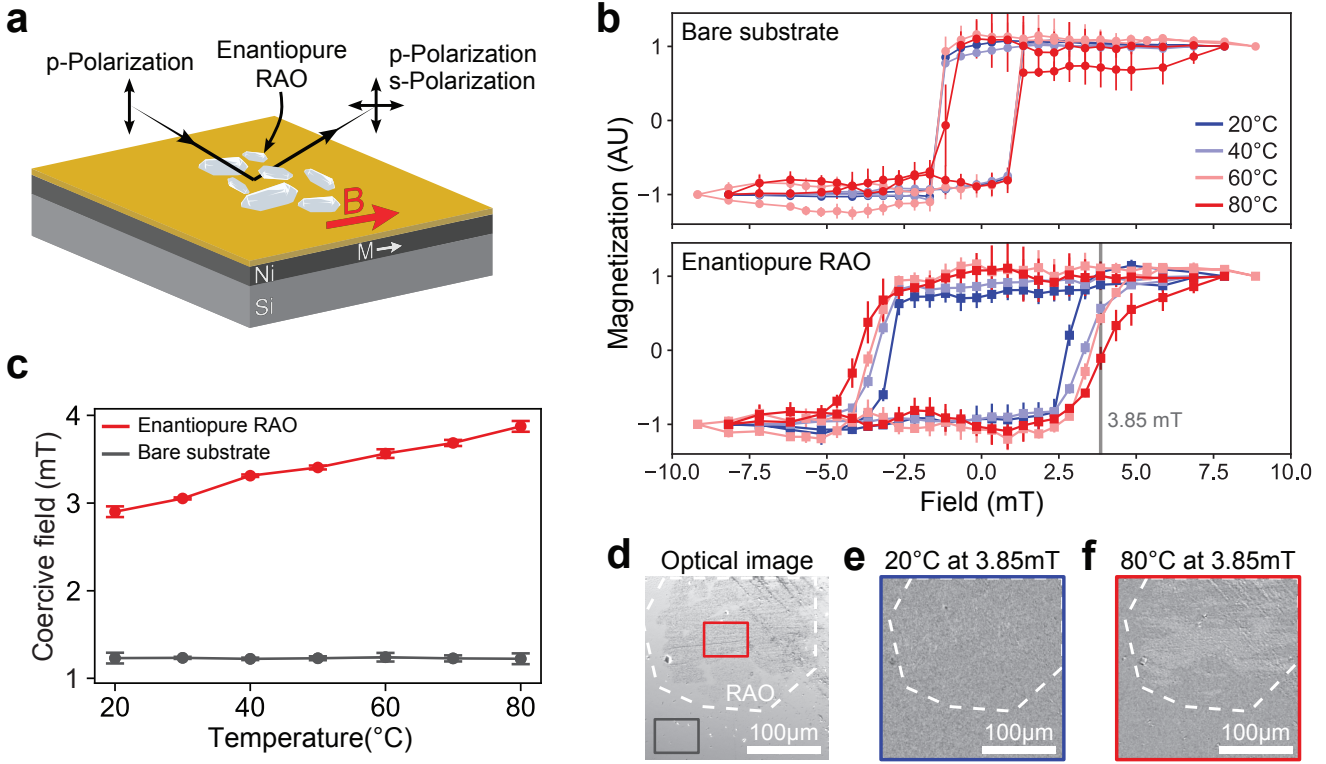 a
p-Polarization
Enantiopure
RAO
p-Polarization
s-Polarization
B
M
Ni
Si
b
Bare substrate
1
0
−1
20°C
40°C
60°C
80°C
Magnetization (AU)
Enantiopure RAO
1
0
−1
3.85 mT
−10.0
−7.5
−5.0
−2.5
0.0
2.5
5.0
7.5
10.0
Field (mT)
c
Enantiopure RAO
Bare substrate
4
3
2
1
Coercive field (mT)
20
40
60
80
Temperature(°C)
d
Optical image
RAO
100µm
e
20°C at 3.85mT
100µm
f
80°C at 3.85mT
100µm